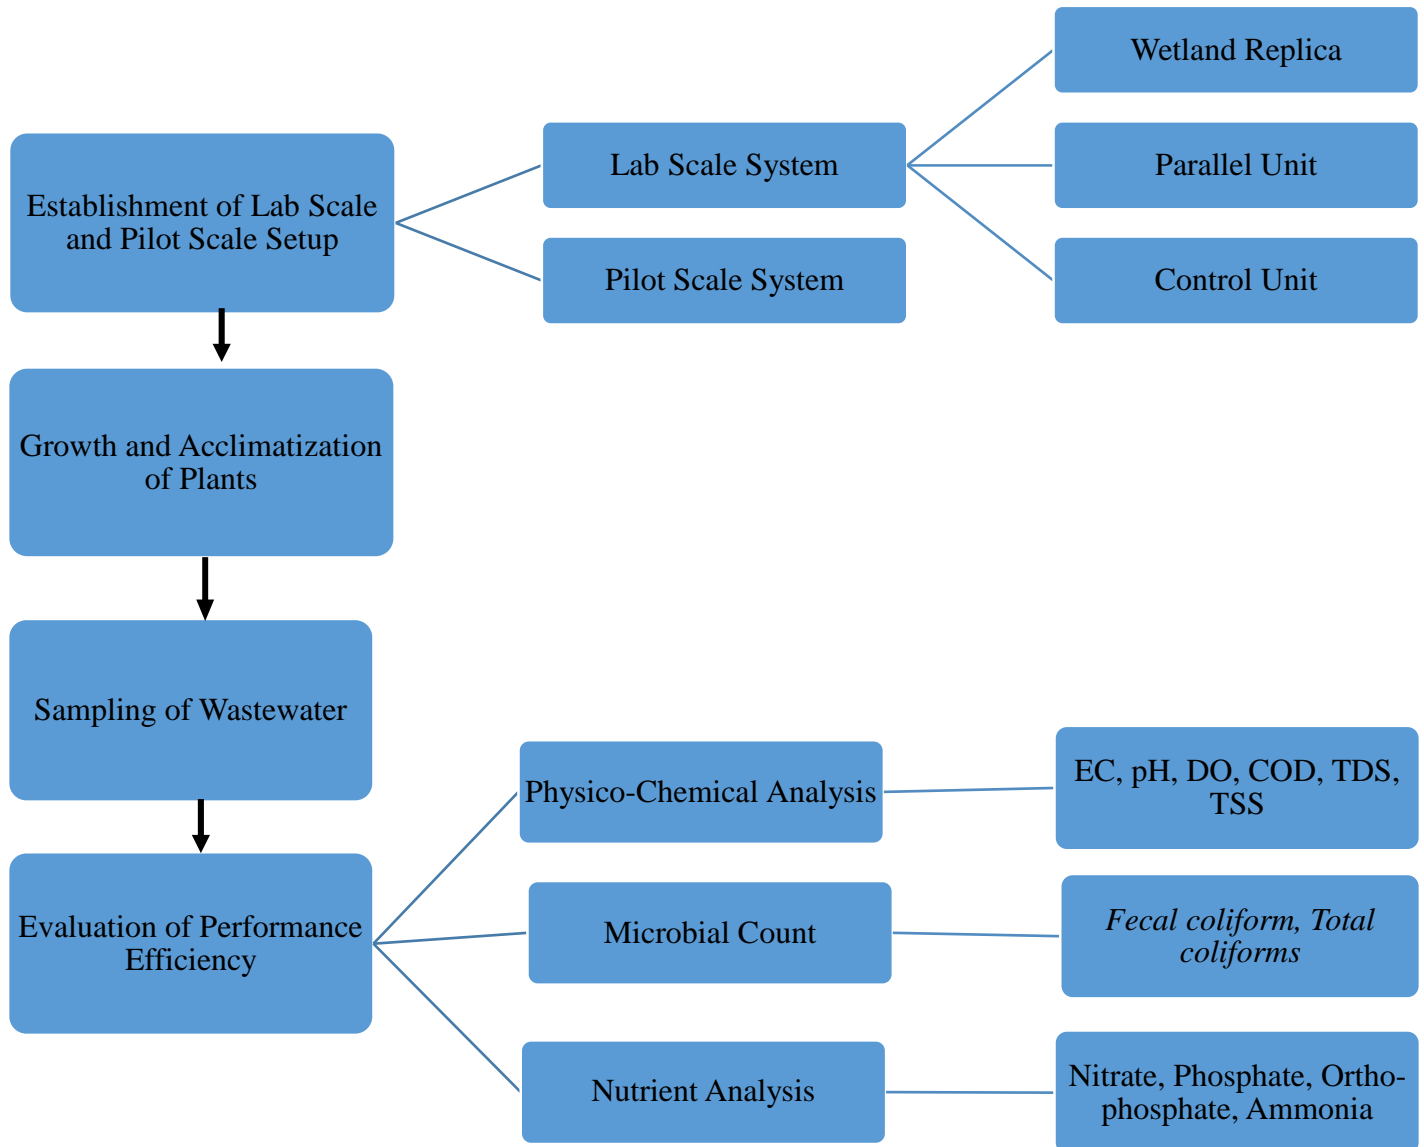 Wetland Replica
Establishment of Lab Scale
and Pilot Scale Setup
Lab Scale System
Parallel Unit
Pilot Scale System
Control Unit
Growth and Acclimatization
of Plants
Sampling of Wastewater
Evaluation of Performance
Efficiency
Physico-Chemical Analysis
EC, pH, DO, COD, TDS,
TSS
Microbial Count
Fecal coliform, Total
coliforms
Nutrient Analysis
Nitrate, Phosphate, Ortho-
phosphate, Ammonia